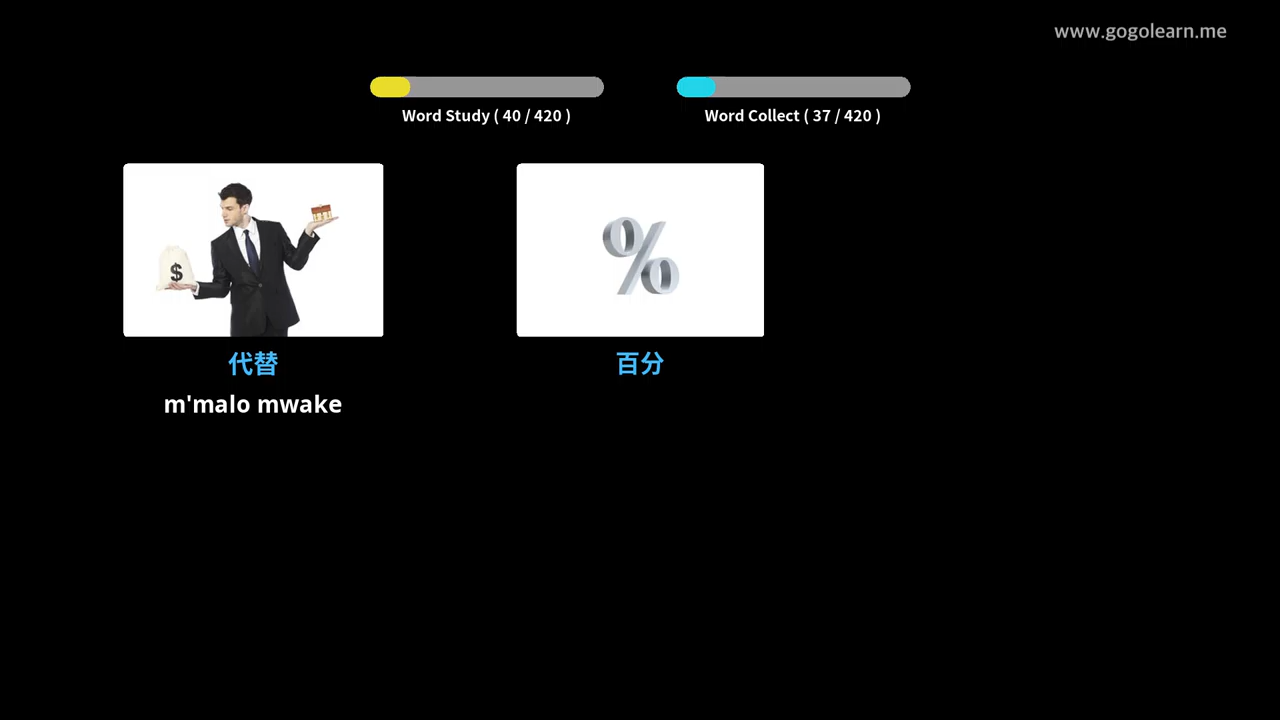 www.gogolearn.me
Word Study ( 40 / 420 )
Word Collect ( 37 / 420 )
$
%
代替
百分
m'malo mwake